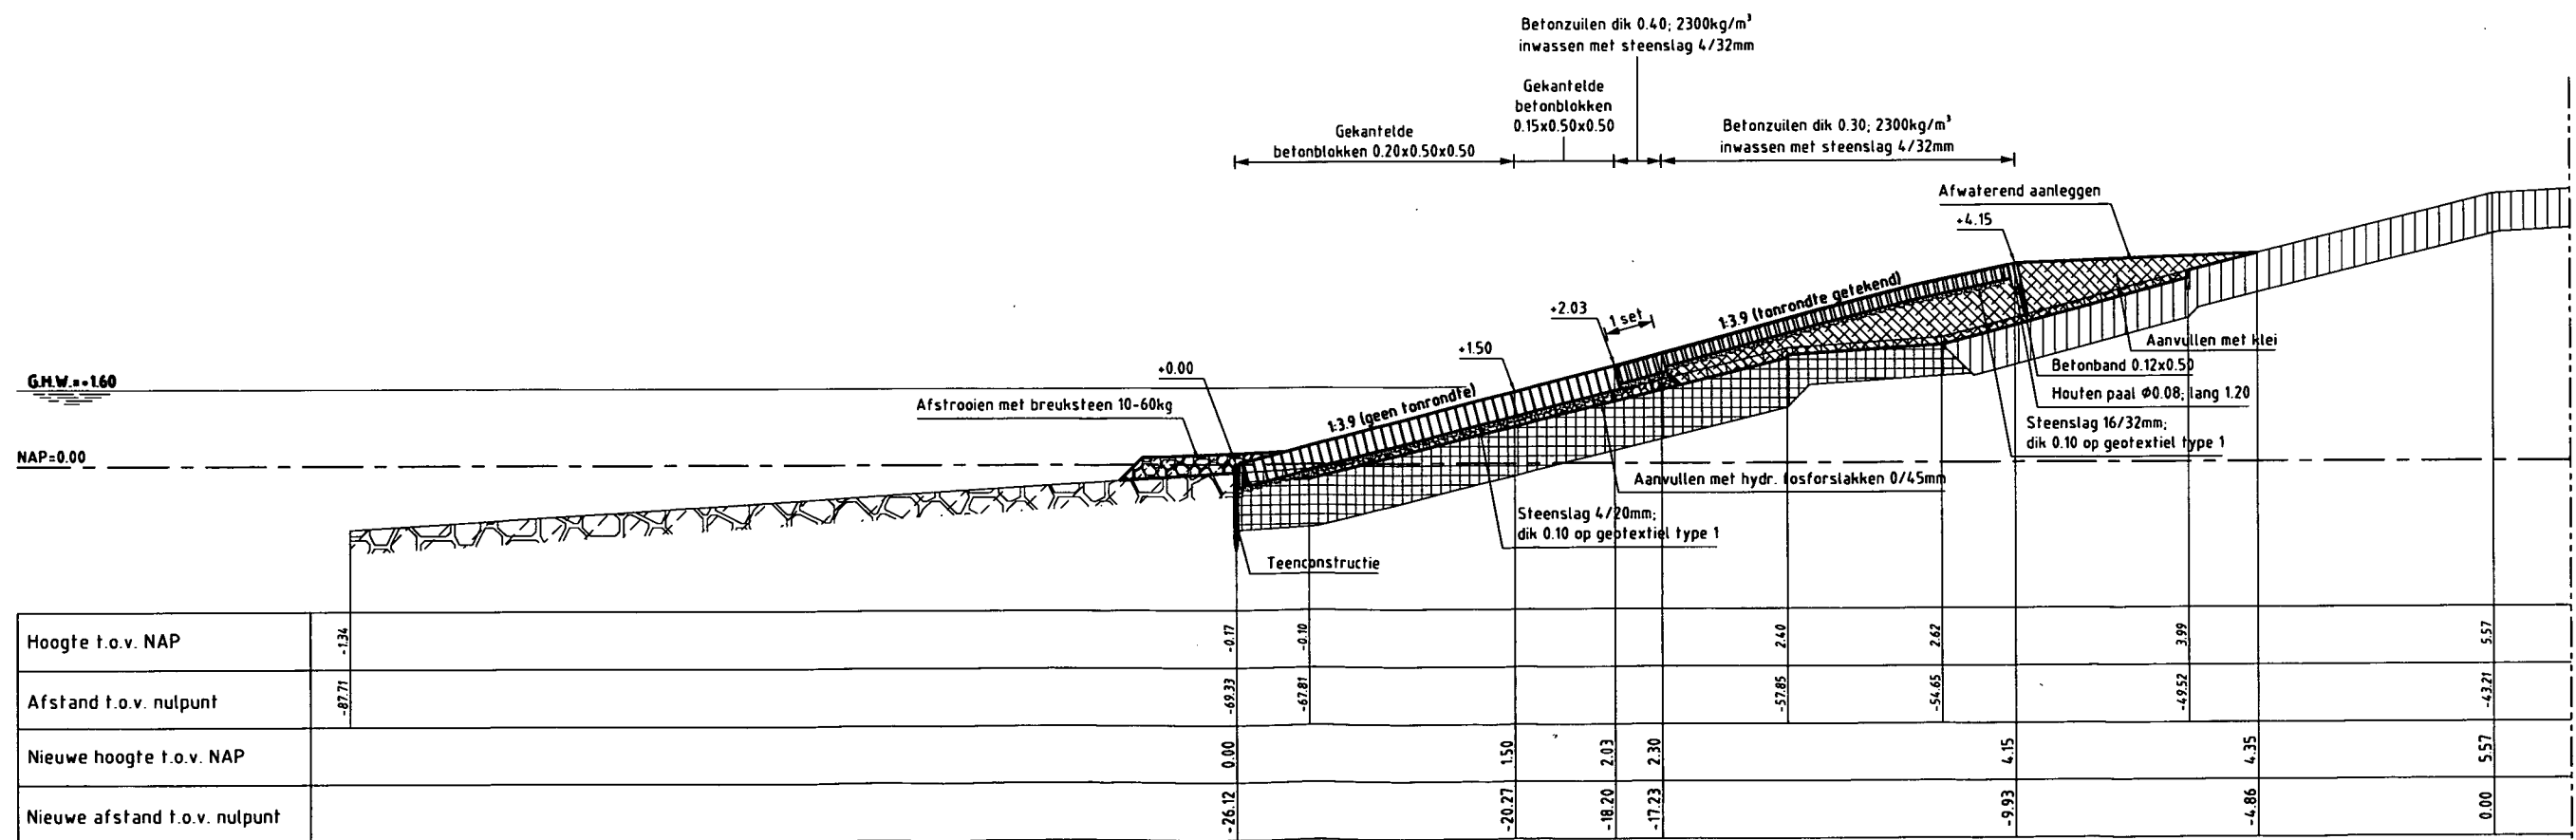 Betonzuilen dik 0.40; 2300kg/m³
inwassen met steenslag 4/32mm
Gekantelde
betonblokken
0.15x0.50x0.50
Gekantelde
betonblokken 0.20x0.50x0.50
Betonzuilen dik 0.30; 2300kg/m³
inwassen met steenslag 4/32mm
Afwaterend aanleggen
+4.15
1:3.9 (tonrondte getekend)
+2.03
1 set
+1.50
+0.00
1:3.9 (geen tonrondte)
G.H.W.=+1.60
Afstrooien met breuksteen 10-60kg
NAP=0.00
Aanvullen met klei
Betonband 0.12x0.50
Houten paal Ø0.08; lang 1.20
Steenslag 16/32mm;
dik 0.10 op geotextiel type 1
Aanvullen met hydr. fosforslakken 0/45mm
Steenslag 4/20mm;
dik 0.10 op geotextiel type 1
Teenconstructie
Hoogte t.o.v. NAP -1.34 -0.17 -0.10 2.40 2.62 3.99 5.57
Afstand t.o.v. nulpunt -87.71 -69.33 -67.81 -57.85 -54.65 -49.52 -43.21
Nieuwe hoogte t.o.v. NAP 0.00 1.50 2.03 2.30 4.15 4.35 5.57
Nieuwe afstand t.o.v. nulpunt -26.12 -20.27 -18.20 -17.23 -9.93 -4.86 0.00